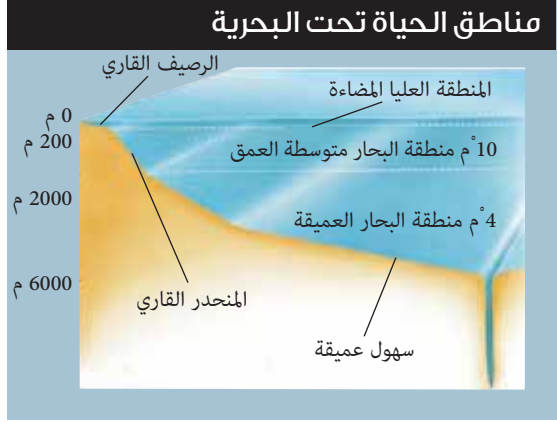 مناطق الحياة تحت البحرية
الرصيف القاري
المنطقة العليا المضاءة
0 م
200 م
10 ْم منطقة البحار متوسطة العمق
2000 م
4 ْم منطقة البحار العميقة
6000 م
المنحدر القاري
سهول عميقة